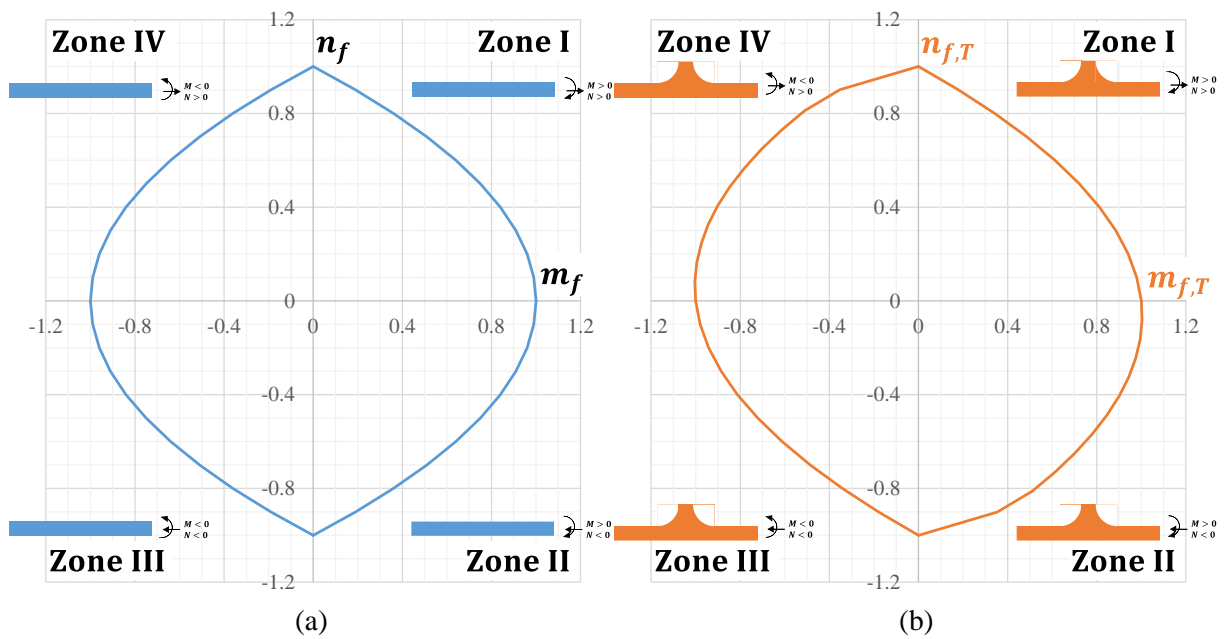 1.2 1.2
Zone IV n_f Zone I Zone IV n_{f,T} Zone I
M<0 M>0 M<0 M>0
N>0 N>0 N>0 N>0
0.8 0.8
0.4 0.4
m_f m_{f,T}
0 0
-1.2 -0.8 -0.4 0 0.4 0.8 1.2 -1.2 -0.8 -0.4 0 0.4 0.8 1.2
-0.4 -0.4
-0.8 -0.8
M<0 M>0 M<0 M>0
N<0 N<0 N<0 N<0
Zone III Zone II Zone III Zone II
-1.2 -1.2
(a) (b)